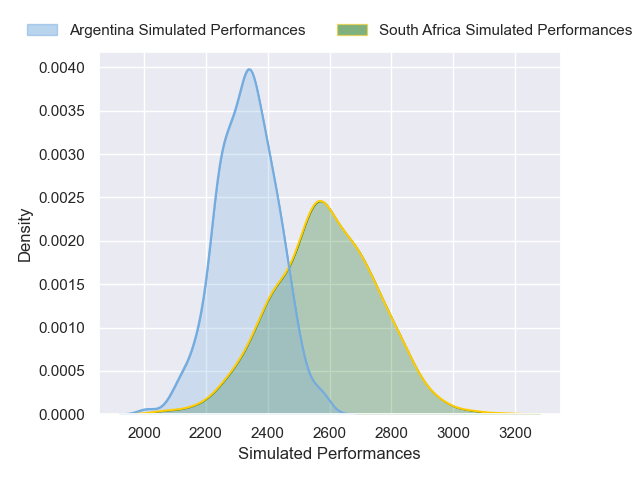 Argentina Simulated Performances South Africa Simulated Performances
0.0040
0.0035
0.0030
0.0025
0.0020
0.0015
0.0010
0.0005
0.0000
Density
2000 2200 2400 2600 2800 3000 3200
Simulated Performances